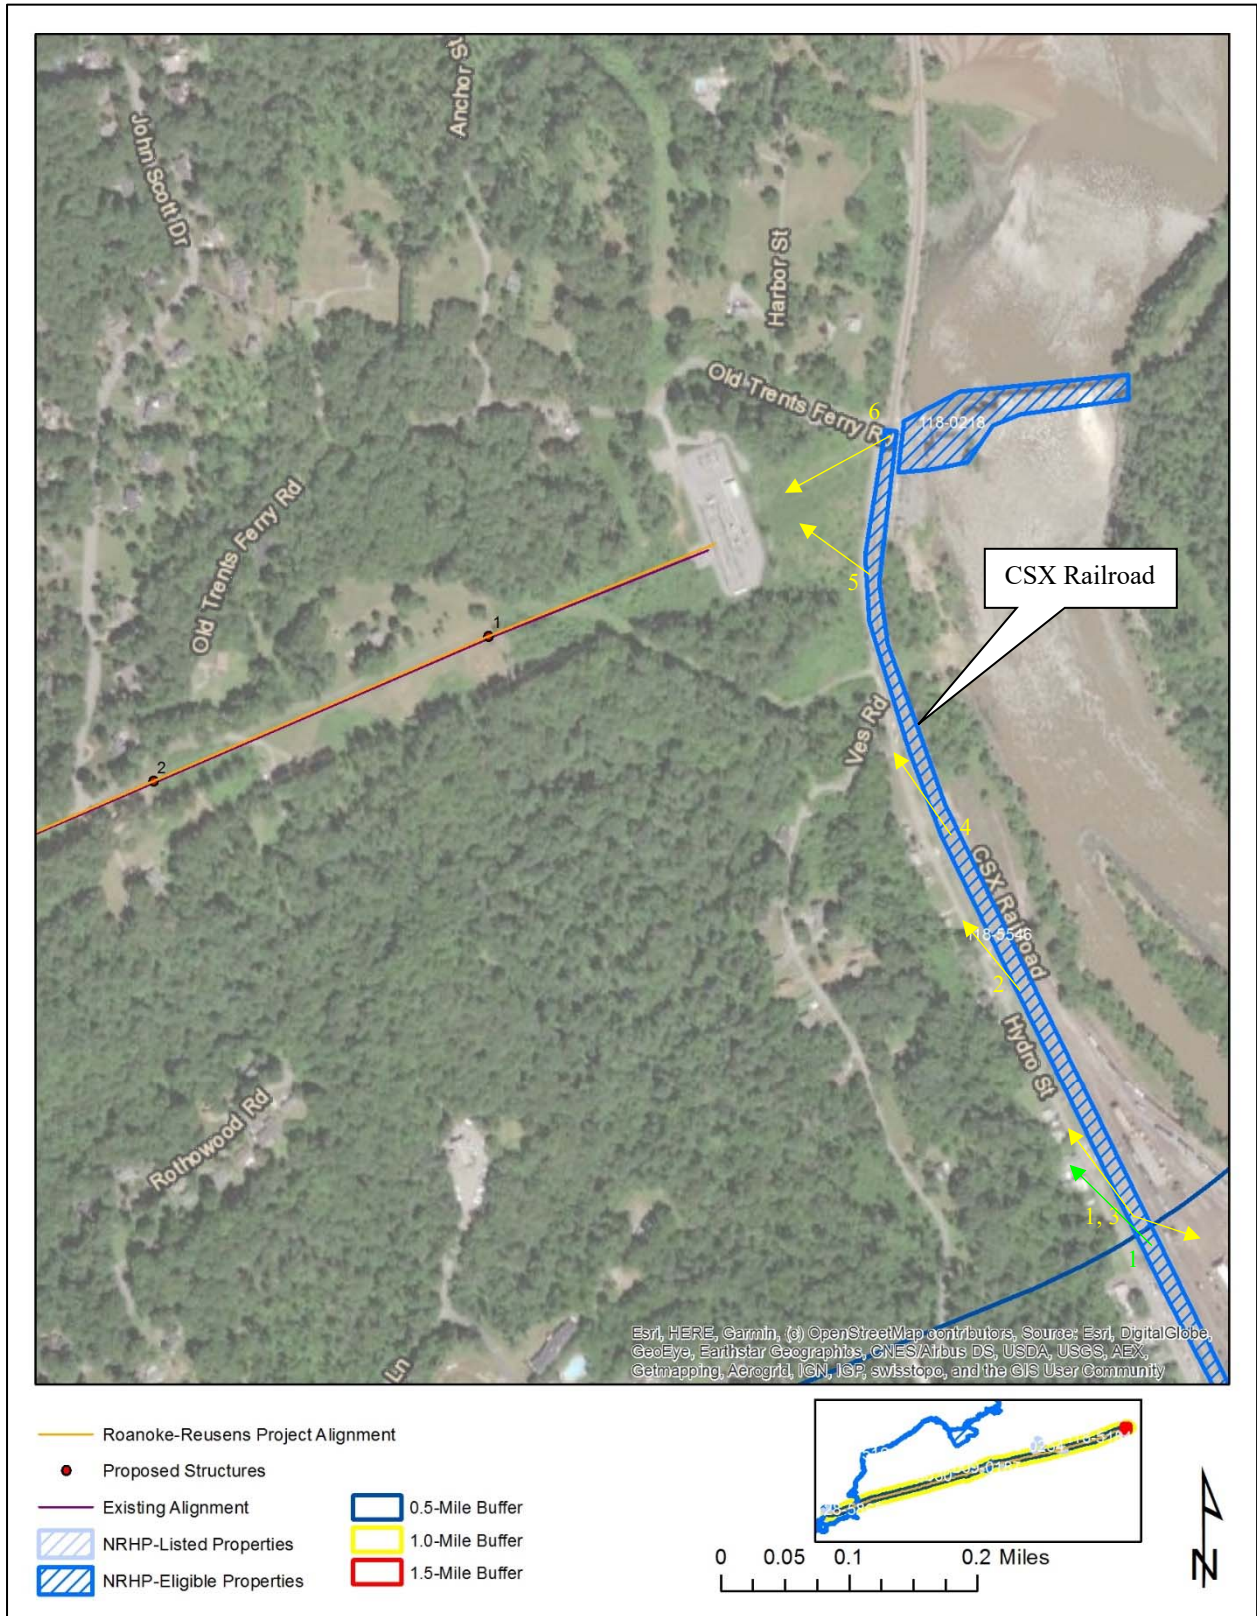 Anchor St
John Scott Dr
Harbor St
Old Trents Ferry R
6
118-0218
Old Trents Ferry Rd
5
CSX Railroad
1
Ves Rd
2
4
CSX Railroad
118-5546
2
Hydro St
Rothowood Rd
1, 3
1
Ln
Esri, HERE, Garmin, (c) OpenStreetMap contributors, Source: Esri, DigitalGlobe,
GeoEye, Earthstar Geographics, CNES/Airbus DS, USDA, USGS, AEX,
Getmapping, Aerogrid, IGN, IGP, swisstopo, and the GIS User Community
Roanoke-Reusens Project Alignment
Proposed Structures
Existing Alignment
NRHP-Listed Properties
NRHP-Eligible Properties
0.5-Mile Buffer
1.0-Mile Buffer
1.5-Mile Buffer
0 0.05 0.1 0.2 Miles
N